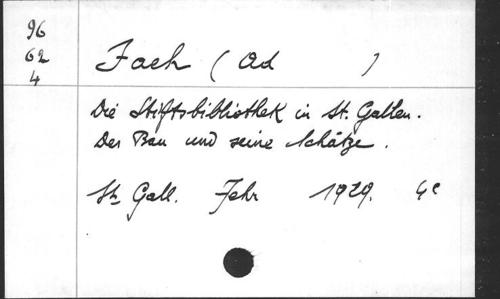 96
62
4
Fäh ( Ad )
Die Stiftsbibliothek in St. Gallen.
Der Bau und seine Schätze.
St. Gall. Fehr 1929. 4°